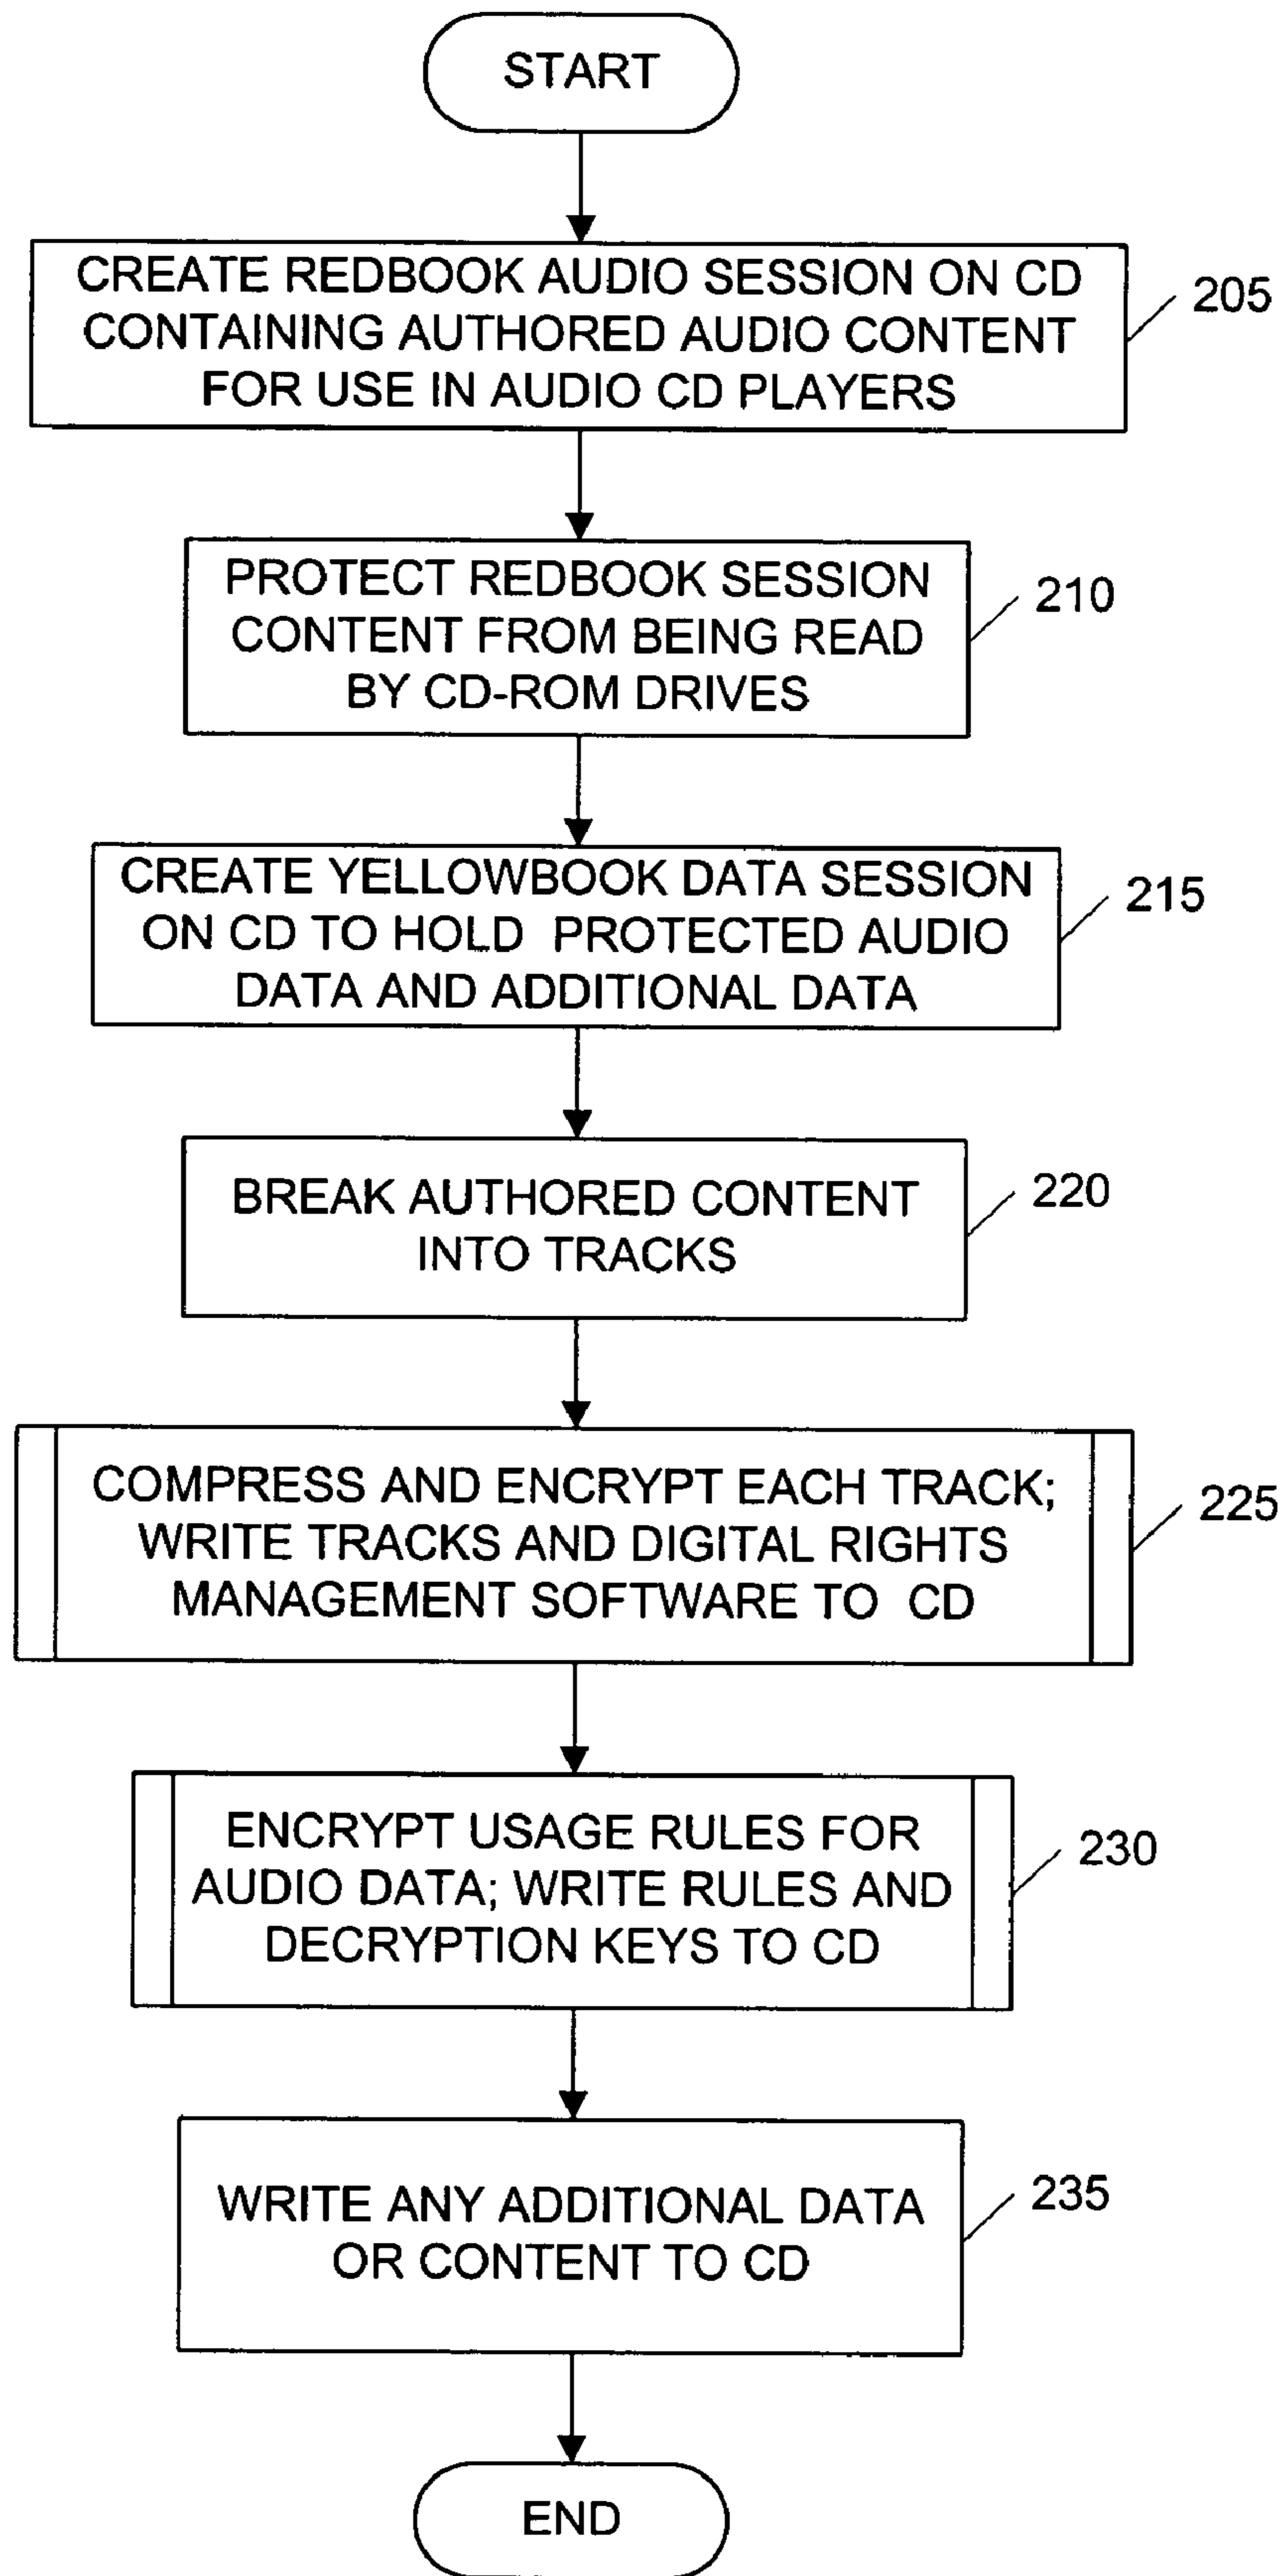 START
CREATE REDBOOK AUDIO SESSION ON CD
CONTAINING AUTHORED AUDIO CONTENT
FOR USE IN AUDIO CD PLAYERS
205
PROTECT REDBOOK SESSION
CONTENT FROM BEING READ
BY CD-ROM DRIVES
210
CREATE YELLOWBOOK DATA SESSION
ON CD TO HOLD PROTECTED AUDIO
DATA AND ADDITIONAL DATA
215
BREAK AUTHORED CONTENT
INTO TRACKS
220
COMPRESS AND ENCRYPT EACH TRACK;
WRITE TRACKS AND DIGITAL RIGHTS
MANAGEMENT SOFTWARE TO CD
225
ENCRYPT USAGE RULES FOR
AUDIO DATA; WRITE RULES AND
DECRYPTION KEYS TO CD
230
WRITE ANY ADDITIONAL DATA
OR CONTENT TO CD
235
END